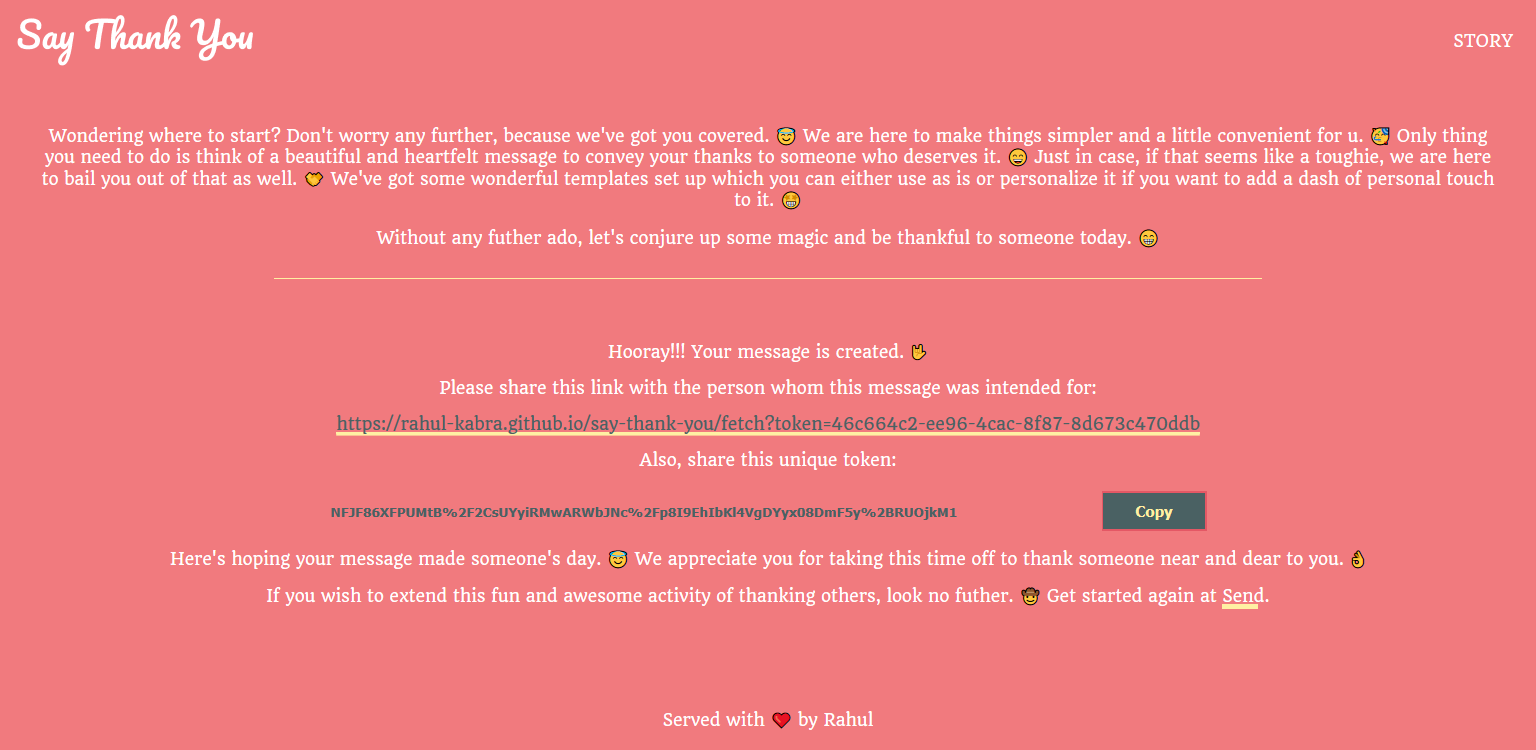 Say Thank You
STORY
Wondering where to start? Don't worry any further, because we've got you covered. 😇 We are here to make things simpler and a little convenient for u. 🥳 Only thing
you need to do is think of a beautiful and heartfelt message to convey your thanks to someone who deserves it. 😄 Just in case, if that seems like a toughie, we are here
to bail you out of that as well. 🤝 We've got some wonderful templates set up which you can either use as is or personalize it if you want to add a dash of personal touch
to it. 🤩
Without any futher ado, let's conjure up some magic and be thankful to someone today. 😁
Hooray!!! Your message is created. 🤟
Please share this link with the person whom this message was intended for:
https://rahul-kabra.github.io/say-thank-you/fetch?token=46c664c2-ee96-4cac-8f87-8d673c470ddb
Also, share this unique token:
NFJF86XFPUMtB%2F2CsUYyiRMwARWbJNc%2Fp8I9EhIbKl4VgDYyx08DmF5y%2BRUOjkM1
Copy
Here's hoping your message made someone's day. 😇 We appreciate you for taking this time off to thank someone near and dear to you. 👌
If you wish to extend this fun and awesome activity of thanking others, look no futher. 🤠 Get started again at Send.
Served with ❤️ by Rahul